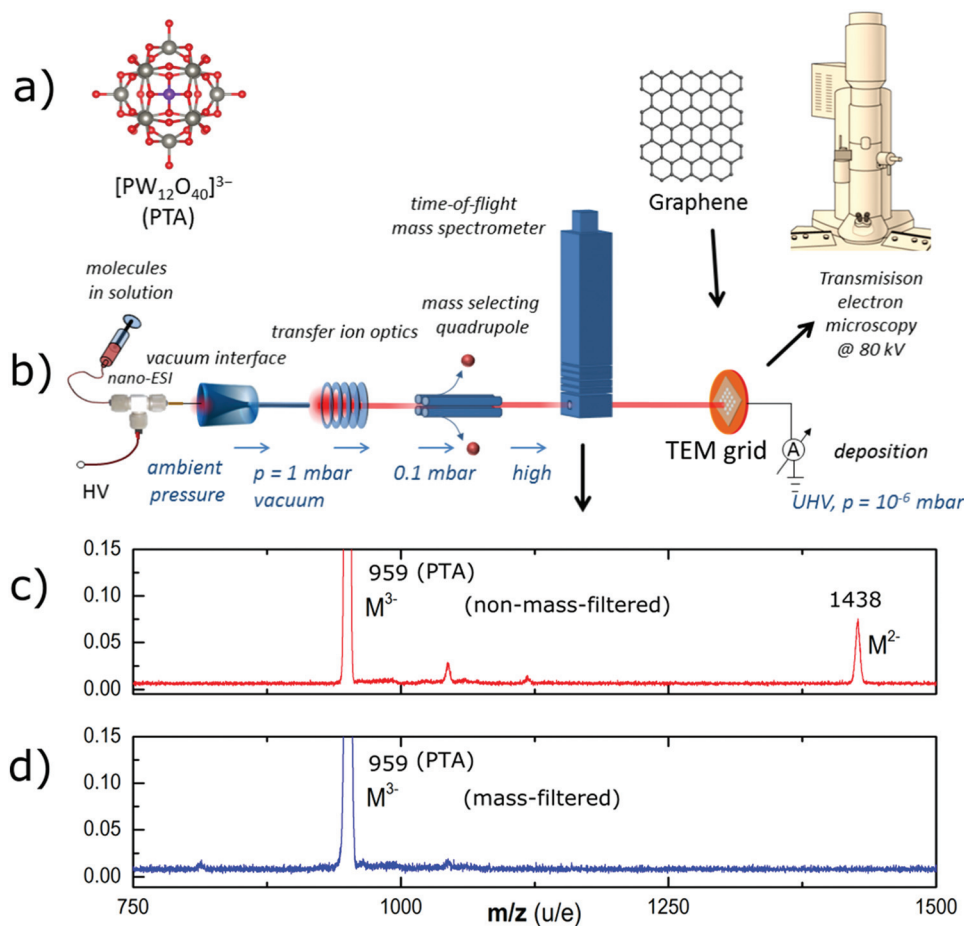 a)
[PW12O40]3−
(PTA)
Graphene
time-of-flight
mass spectrometer
Transmisison
electron
microscopy
@ 80 kV
molecules
in solution
b)
nano-ESI
vacuum interface
transfer ion optics
mass selecting
quadrupole
HV
ambient
pressure
p = 1 mbar
vacuum
0.1 mbar
high
TEM grid
A
deposition
UHV, p = 10-6 mbar
c)
0.15
0.10
0.05
0.00
959 (PTA)
M3-
(non-mass-filtered)
1438
M2-
d)
0.15
0.10
0.05
0.00
959 (PTA)
M3-
(mass-filtered)
750
1000
1250
1500
m/z (u/e)